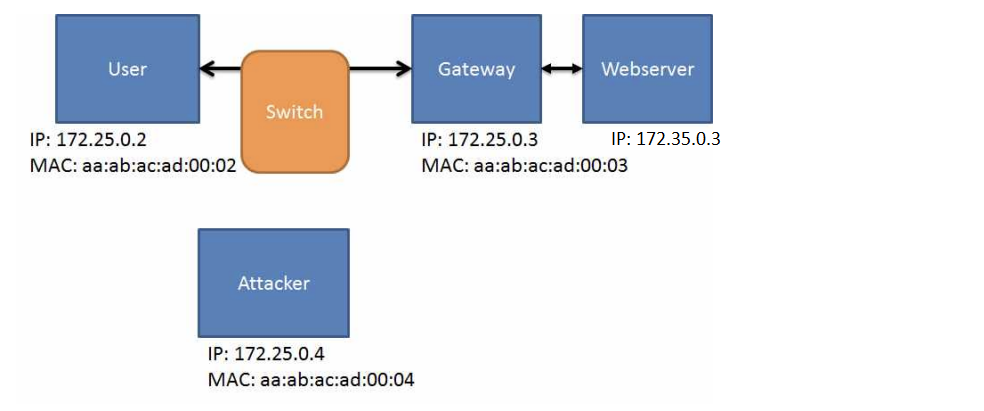 User
Switch
Gateway
Webserver
IP: 172.25.0.2
MAC: aa:ab:ac:ad:00:02
IP: 172.25.0.3
MAC: aa:ab:ac:ad:00:03
IP: 172.35.0.3
Attacker
IP: 172.25.0.4
MAC: aa:ab:ac:ad:00:04